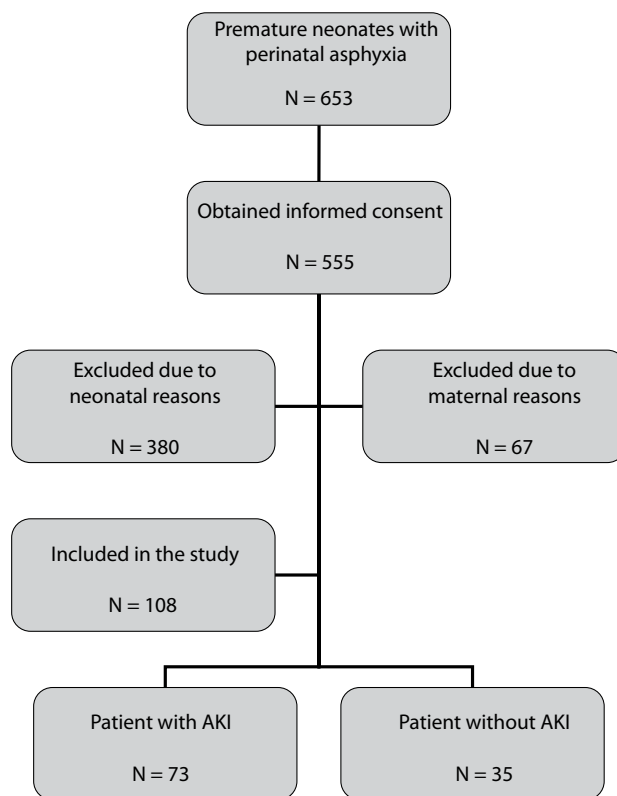 Premature neonates with
perinatal asphyxia
N = 653
Obtained informed consent
N = 555
Excluded due to
neonatal reasons
N = 380
Excluded due to
maternal reasons
N = 67
Included in the study
N = 108
Patient with AKI
N = 73
Patient without AKI
N = 35